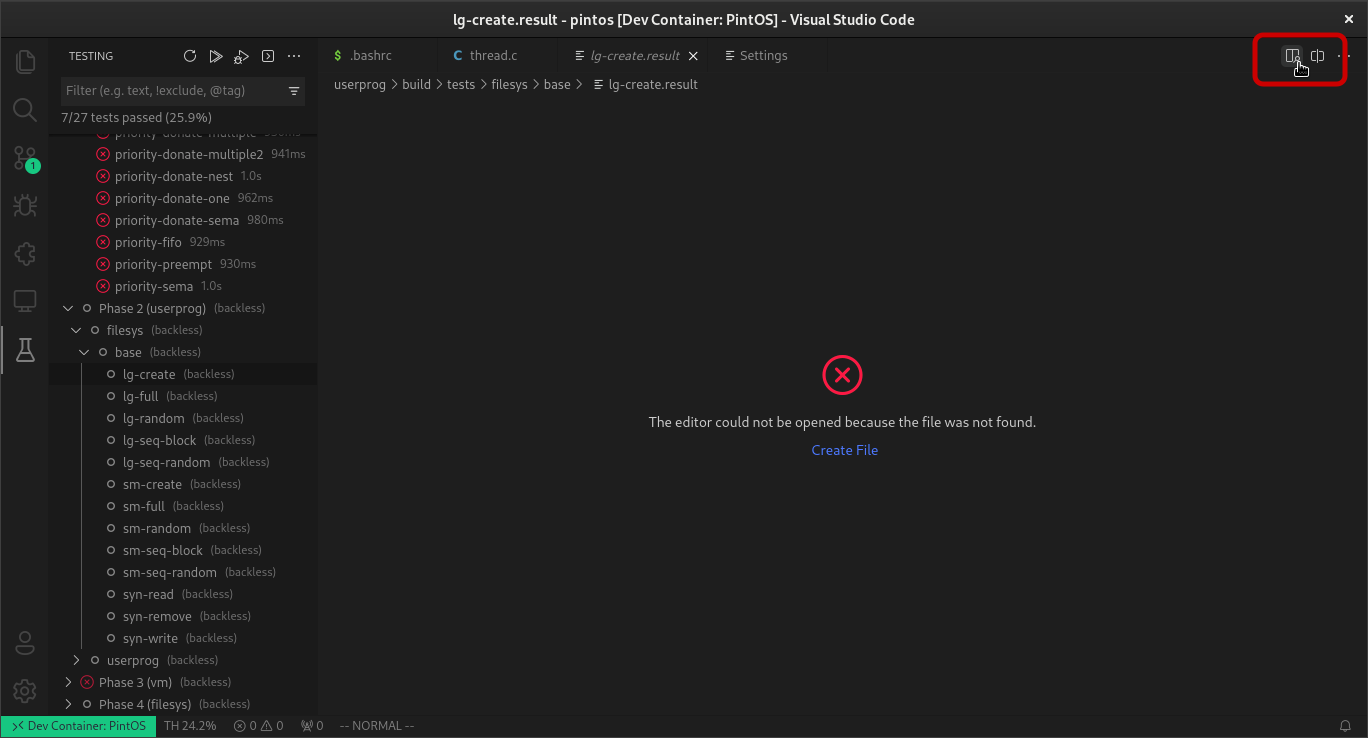 lg-create.result - pintos [Dev Container: PintOS] - Visual Studio Code
TESTING
Filter (e.g. text, !exclude, @tag)
7/27 tests passed (25.9%)
priority-donate-multiple 936ms
priority-donate-multiple2 941ms
priority-donate-nest 1.0s
priority-donate-one 962ms
priority-donate-sema 980ms
priority-fifo 929ms
priority-preempt 930ms
priority-sema 1.0s
Phase 2 (userprog) (backless)
filesys (backless)
base (backless)
lg-create (backless)
lg-full (backless)
lg-random (backless)
lg-seq-block (backless)
lg-seq-random (backless)
sm-create (backless)
sm-full (backless)
sm-random (backless)
sm-seq-block (backless)
sm-seq-random (backless)
syn-read (backless)
syn-remove (backless)
syn-write (backless)
userprog (backless)
Phase 3 (vm) (backless)
Phase 4 (filesys) (backless)
1
$ .bashrc
C thread.c
lg-create.result
Settings
userprog > build > tests > filesys > base > lg-create.result
The editor could not be opened because the file was not found.
Create File
Dev Container: PintOS TH 24.2% 0 0 0 -- NORMAL --